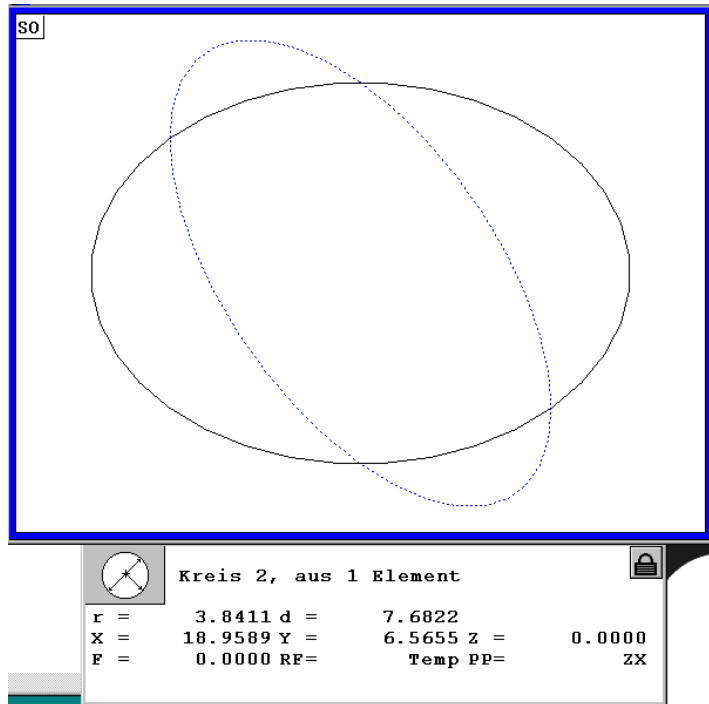 SO
Kreis 2, aus 1 Element
r = 3.8411 d = 7.6822
X = 18.9589 Y = 6.5655 Z = 0.0000
F = 0.0000 RF= Temp PP= ZX